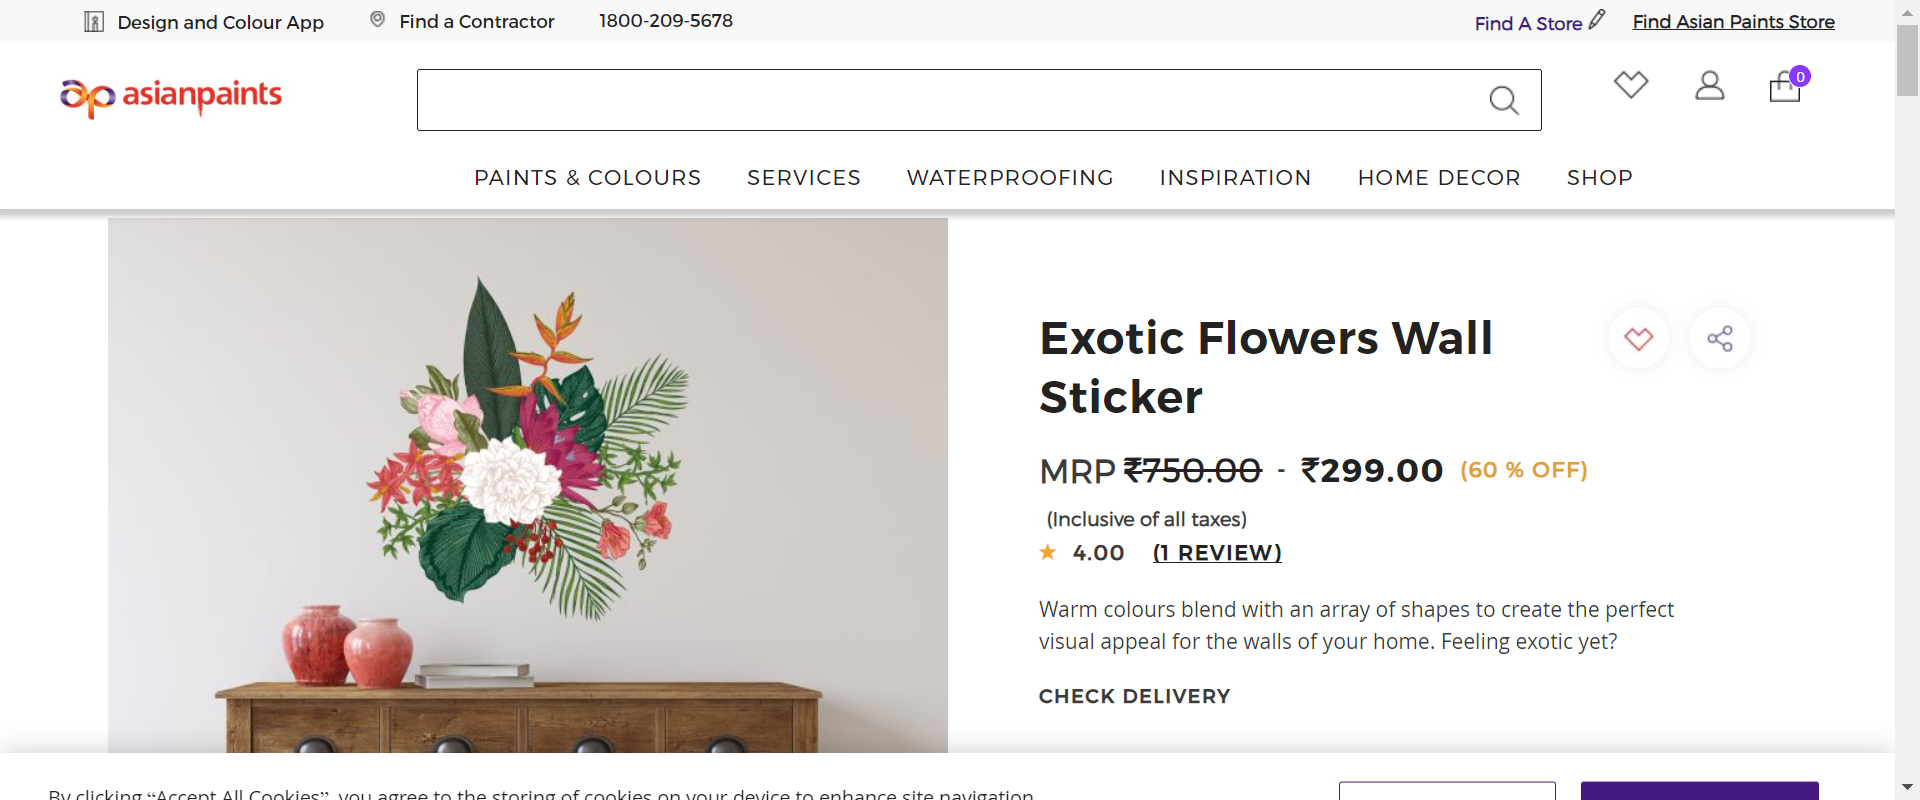 Design and Colour App
Find a Contractor
1800-209-5678
Find A Store
Find Asian Paints Store
ap asianpaints
0
PAINTS & COLOURS
SERVICES
WATERPROOFING
INSPIRATION
HOME DECOR
SHOP
Exotic Flowers Wall
Sticker
MRP ₹750.00 - ₹299.00 (60 % OFF)
(Inclusive of all taxes)
4.00 (1 REVIEW)
Warm colours blend with an array of shapes to create the perfect
visual appeal for the walls of your home. Feeling exotic yet?
CHECK DELIVERY
By clicking “Accept All Cookies”, you agree to the storing of cookies on your device to enhance site navigation,